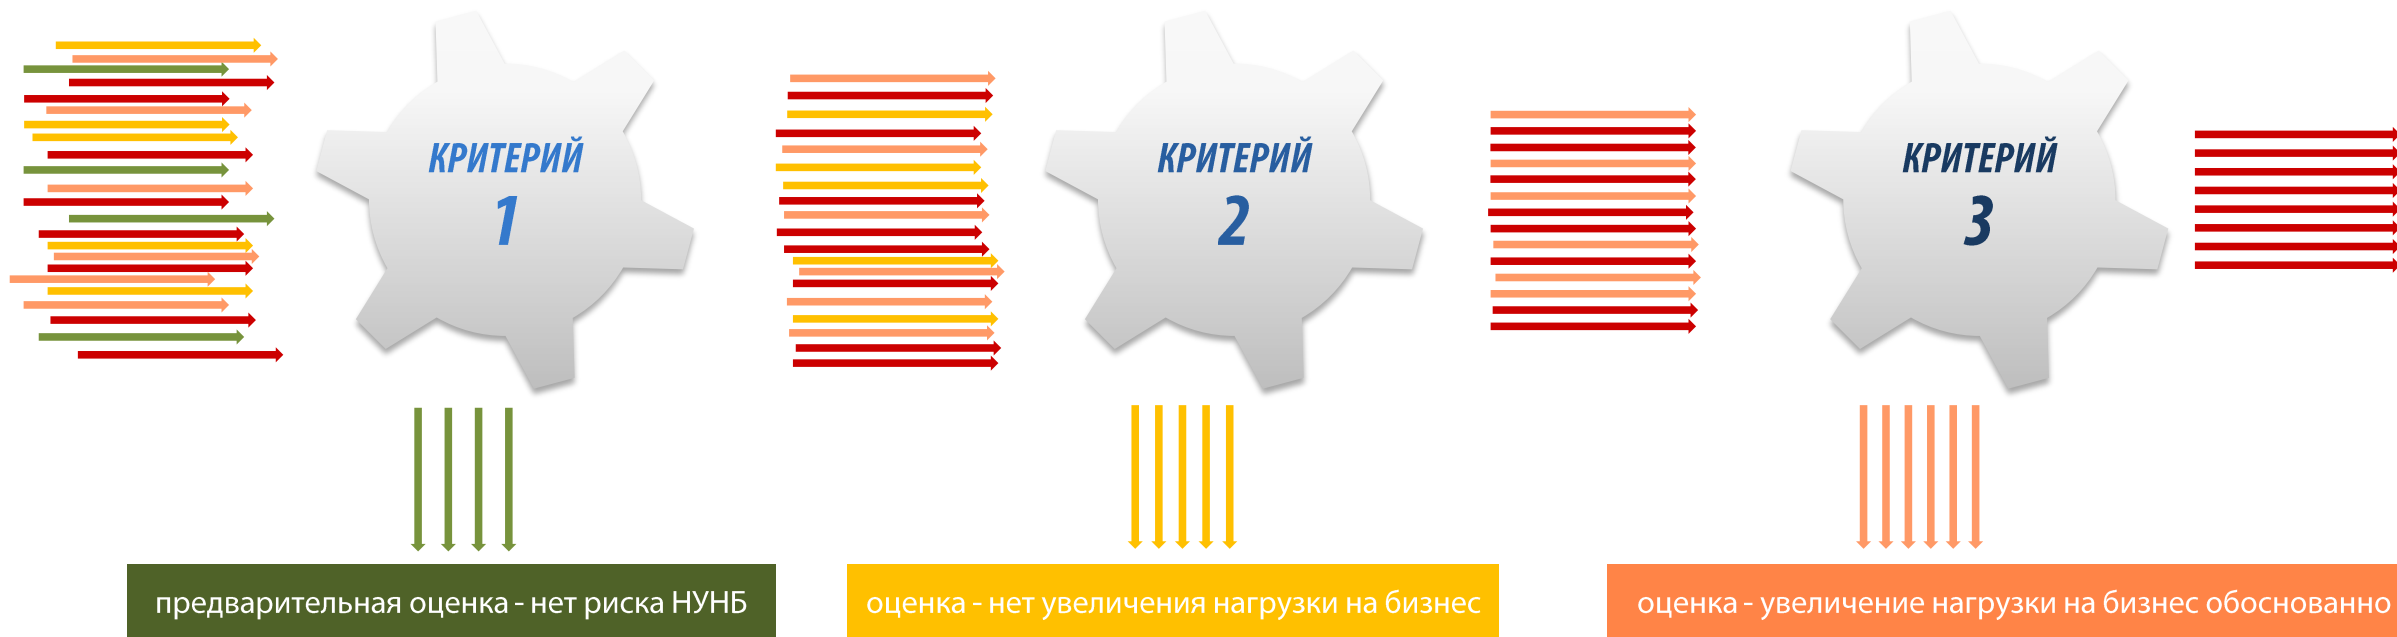 КРИТЕРИЙ
1
КРИТЕРИЙ
2
КРИТЕРИЙ
3
предварительная оценка - нет риска НУНБ
оценка - нет увеличения нагрузки на бизнес
оценка - увеличение нагрузки на бизнес обоснованно